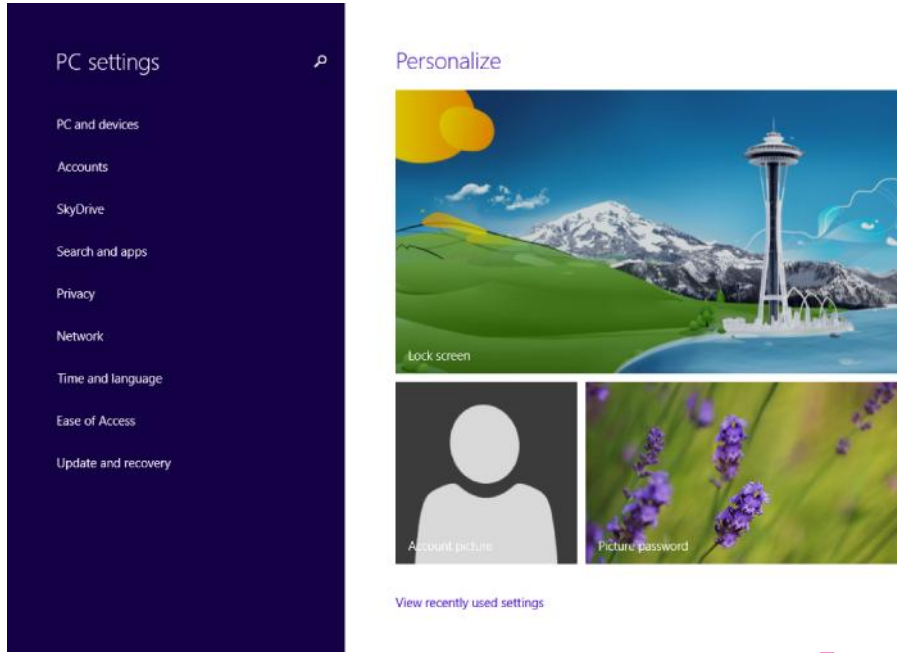 PC settings
PC and devices
Accounts
SkyDrive
Search and apps
Privacy
Network
Time and language
Ease of Access
Update and recovery
Personalize
Lock screen
Account picture
Picture password
View recently used settings